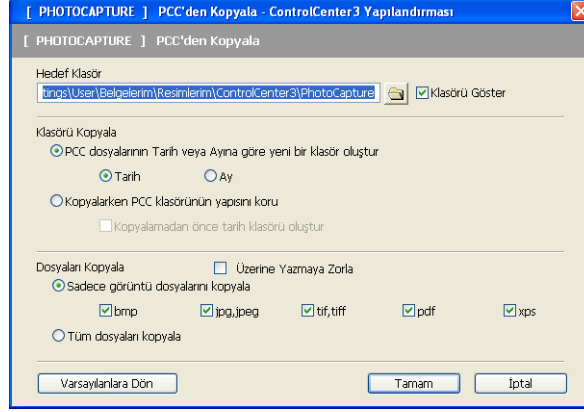 [ PHOTOCAPTURE ] PCC'den Kopyala - ControlCenter3 Yapılandırması
[ PHOTOCAPTURE ] PCC'den Kopyala
Hedef Klasör
tings\User\Belgelerim\Resimlerim\ControlCenter3\PhotoCapture Klasörü Göster
Klasörü Kopyala
PCC dosyalarının Tarih veya Ayına göre yeni bir klasör oluştur
Tarih Ay
Kopyalarken PCC klasörünün yapısını koru
Kopyalamadan önce tarih klasörü oluştur
Dosyaları Kopyala Üzerine Yazmaya Zorla
Sadece görüntü dosyalarını kopyala
bmp jpg,jpeg tif,tiff pdf xps
Tüm dosyaları kopyala
Varsayılanlara Dön Tamam İptal